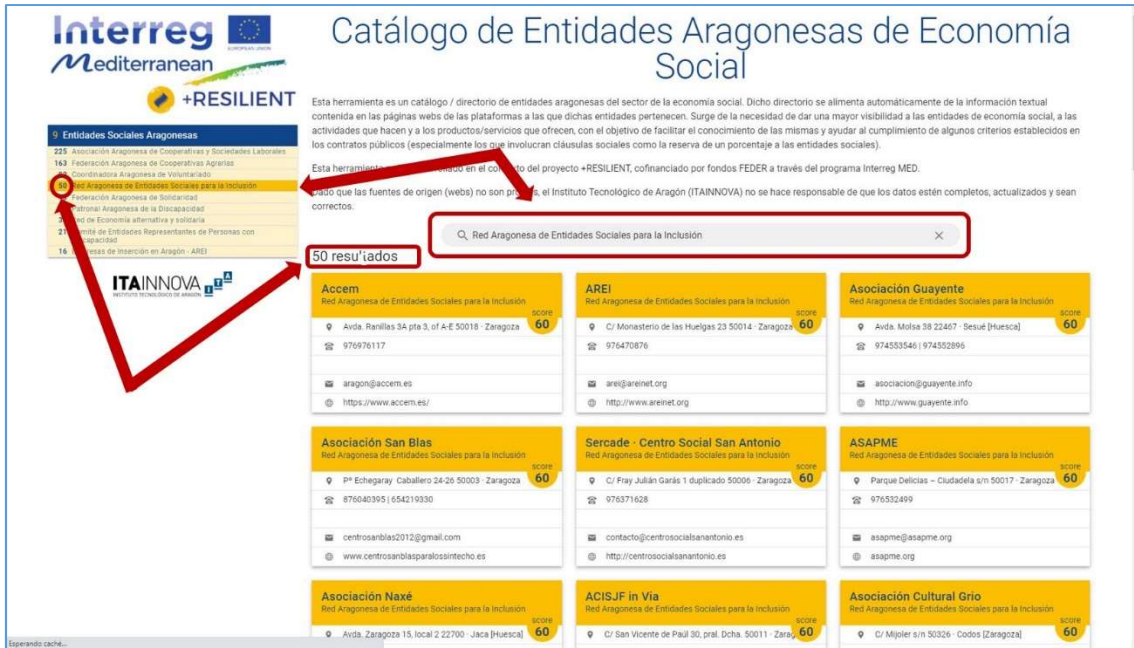 Interreg
EUROPEAN UNION
Mediterranean
+RESILIENT
Catálogo de Entidades Aragonesas de Economía
Social
Esta herramienta es un catálogo / directorio de entidades aragonesas del sector de la economía social. Dicho directorio se alimenta automáticamente de la información textual
contenida en las páginas webs de las plataformas a las que dichas entidades pertenecen. Surge de la necesidad de dar una mayor visibilidad a las entidades de economía social, a las
actividades que hacen y a los productos/servicios que ofrecen, con el objetivo de facilitar el conocimiento de las mismas y ayudar al cumplimiento de algunos criterios establecidos en
los contratos públicos (especialmente los que involucran cláusulas sociales como la reserva de un porcentaje a las entidades sociales).
Esta herramienta en el contexto del proyecto +RESILIENT, cofinanciado por fondos FEDER a través del programa Interreg MED.
Dado que las fuentes de origen (webs) no son el Instituto Tecnológico de Aragón (ITAINNOVA) no se hace responsable de que los datos estén completos, actualizados y sean
correctos.
9 Entidades Sociales Aragonesas
225 Asociación Aragonesa de Cooperativas y Sociedades Laborales
163 Federación Aragonesa de Cooperativas Agrarias
Coordinadora Aragonesa de Voluntariado
50 Red Aragonesa de Entidades Sociales para la Inclusión
Federación Aragonesa de Solidaridad
Patronal Aragonesa de la Discapacidad
de Economía alternativa y solidaria
21 de Entidades Representantes de Personas con
16 de Inserción en Aragón - AREI
ITAINNOVA
INSTITUTO TECNOLÓGICO DE ARAGÓN
Red Aragonesa de Entidades Sociales para la Inclusión
50 resultados
Accem
Red Aragonesa de Entidades Sociales para la Inclusión
score
60
Avda. Ranillas 3A pta 3, of A-E 50018 · Zaragoza
976976117
aragon@accem.es
https://www.accem.es/
AREI
Red Aragonesa de Entidades Sociales para la Inclusión
score
60
C/ Monasterio de las Huelgas 23 50014 · Zaragoza
976470876
arei@areinet.org
http://www.areinet.org
Asociación Guayente
Red Aragonesa de Entidades Sociales para la Inclusión
score
60
Avda. Molsa 38 22467 · Sesué [Huesca]
974553546 | 974552896
asociacion@guayente.info
http://www.guayente.info
Asociación San Blas
Red Aragonesa de Entidades Sociales para la Inclusión
score
60
Pº Echegaray Caballero 24-26 50003 · Zaragoza
876040395 | 654219330
centrosanblas2012@gmail.com
www.centrosanblasparalossintecho.es
Sercade · Centro Social San Antonio
Red Aragonesa de Entidades Sociales para la Inclusión
score
60
C/ Fray Julián Garás 1 duplicado 50006 · Zaragoza
976371628
contacto@centrosocialsanantonio.es
http://centrosocialsanantonio.es
ASAPME
Red Aragonesa de Entidades Sociales para la Inclusión
score
60
Parque Delicias – Ciudadela s/n 50017 · Zaragoza
976532499
asapme@asapme.org
asapme.org
Asociación Naxé
Red Aragonesa de Entidades Sociales para la Inclusión
score
60
Avda. Zaragoza 15, local 2 22700 · Jaca [Huesca]
ACISJF in Via
Red Aragonesa de Entidades Sociales para la Inclusión
score
60
C/ San Vicente de Paúl 30, pral. Dcha. 50011 ·
Asociación Cultural Grio
Red Aragonesa de Entidades Sociales para la Inclusión
score
60
C/ Mijoler s/n 50326 · Codos [Zaragoza]
Esperando caché...